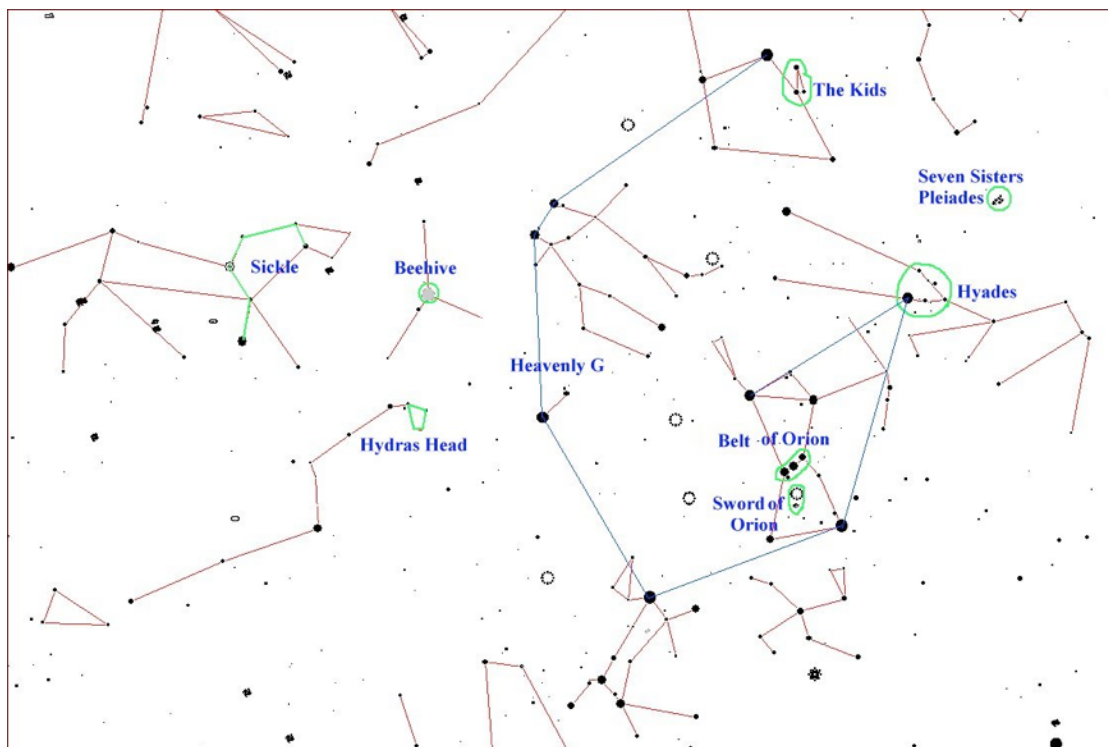 The Kids
Seven Sisters
Pleiades
Sickle
Beehive
Hyades
Heavenly G
Hydras Head
Belt of Orion
Sword of
Orion